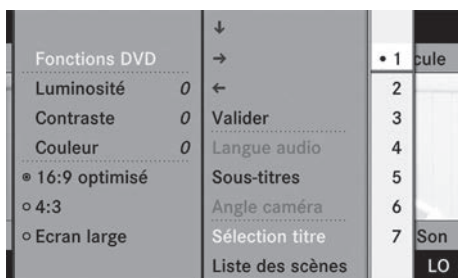 Fonctions DVD
Luminosité 0
Contraste 0
Couleur 0
16:9 optimisé
4:3
Ecran large
↓
→
←
Valider
Langue audio
Sous-titres
Angle caméra
Sélection titre
Liste des scènes
• 1
2
3
4
5
6
7
cule
Son
LO